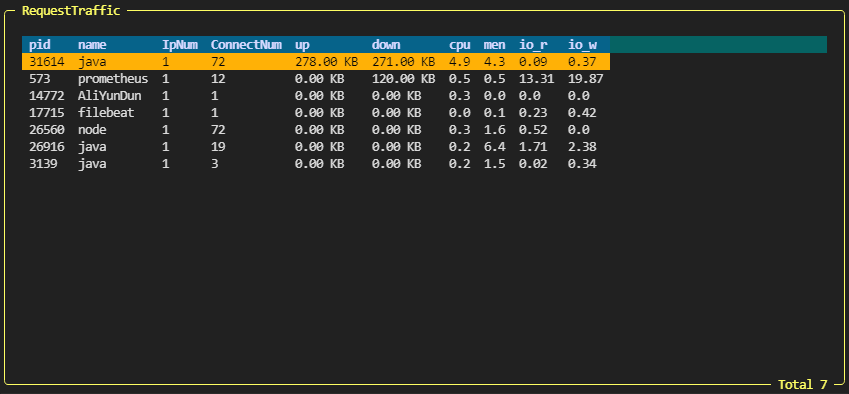 RequestTraffic
pid name IpNum ConnectNum up down cpu men io_r io_w
31614 java 1 72 278.00 KB 271.00 KB 4.9 4.3 0.09 0.37
573 prometheus 1 12 0.00 KB 120.00 KB 0.5 0.5 13.31 19.87
14772 AliYunDun 1 1 0.00 KB 0.00 KB 0.3 0.0 0.0 0.0
17715 filebeat 1 1 0.00 KB 0.00 KB 0.0 0.1 0.23 0.42
26560 node 1 72 0.00 KB 0.00 KB 0.3 1.6 0.52 0.0
26916 java 1 19 0.00 KB 0.00 KB 0.2 6.4 1.71 2.38
3139 java 1 3 0.00 KB 0.00 KB 0.2 1.5 0.02 0.34
Total 7